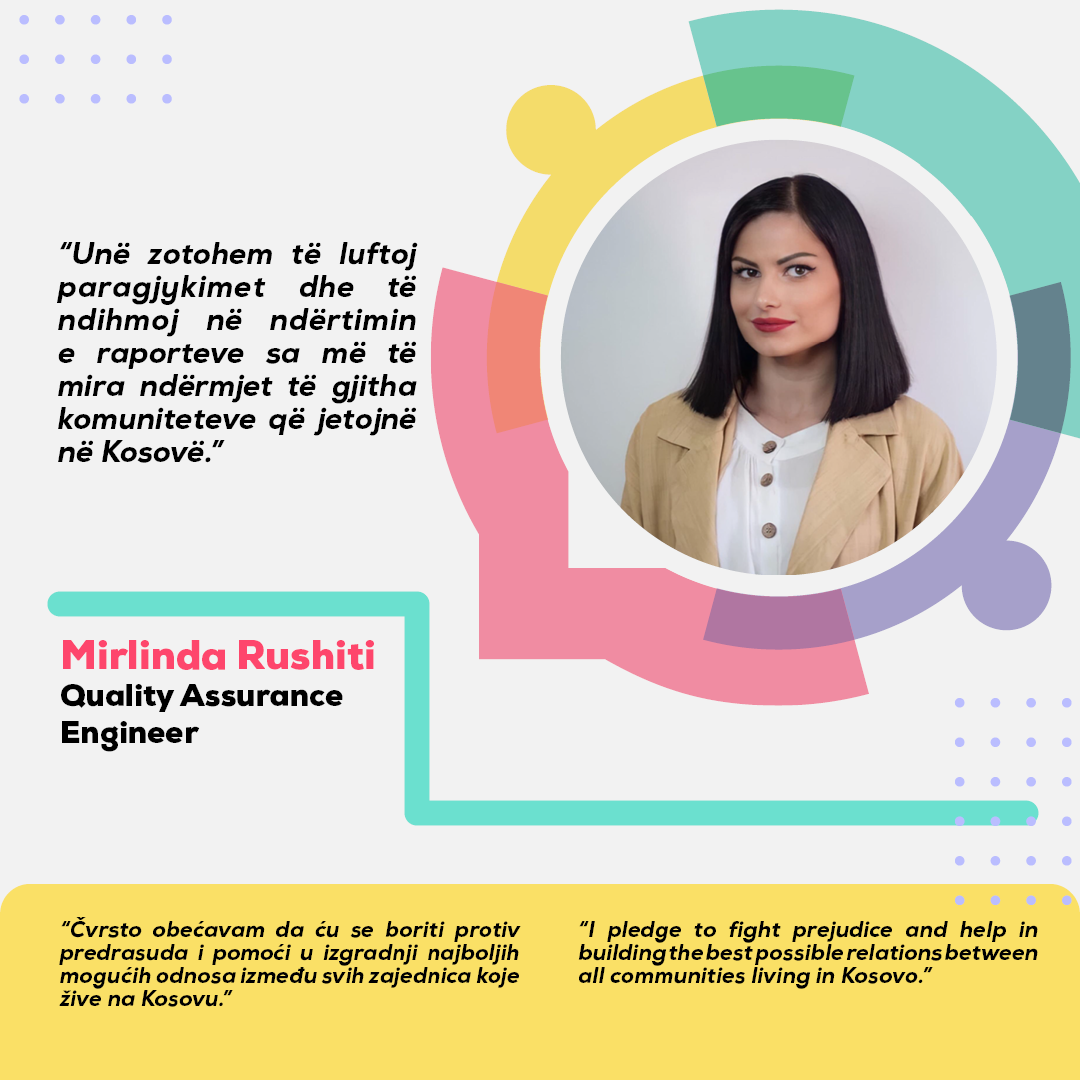 “Unë zotohem të luftoj
paragjykimet dhe të
ndihmoj në ndërtimin
e raporteve sa më të
mira ndërmjet të gjitha
komuniteteve që jetojnë
në Kosovë.”
Mirlinda Rushiti
Quality Assurance
Engineer
“Čvrsto obećavam da ću se boriti protiv
predrasuda i pomoći u izgradnji najboljih
mogućih odnosa između svih zajednica koje
žive na Kosovu.”
“I pledge to fight prejudice and help in
building the best possible relations between
all communities living in Kosovo.”